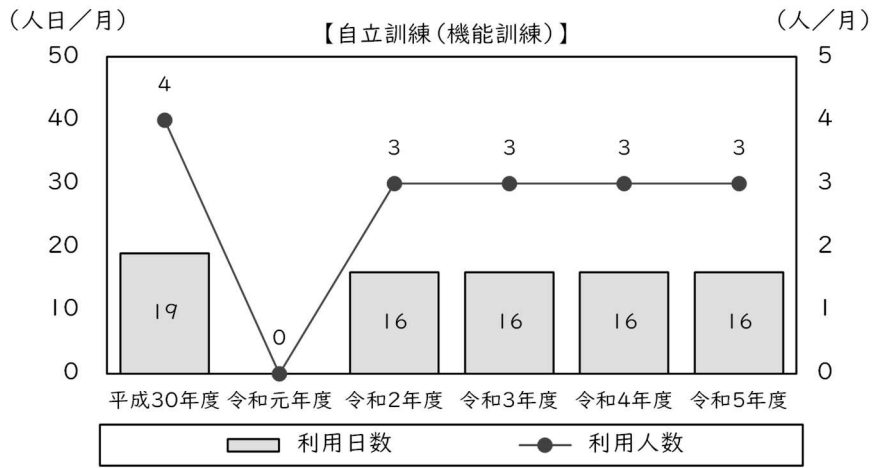 (人日／月)
【自立訓練(機能訓練)】
(人／月)
50 5
40 4
30 3
20 2
10 1
0 0
4
0
3 3 3 3
19 16 16 16 16
平成30年度 令和元年度 令和2年度 令和3年度 令和4年度 令和5年度
利用日数 利用人数